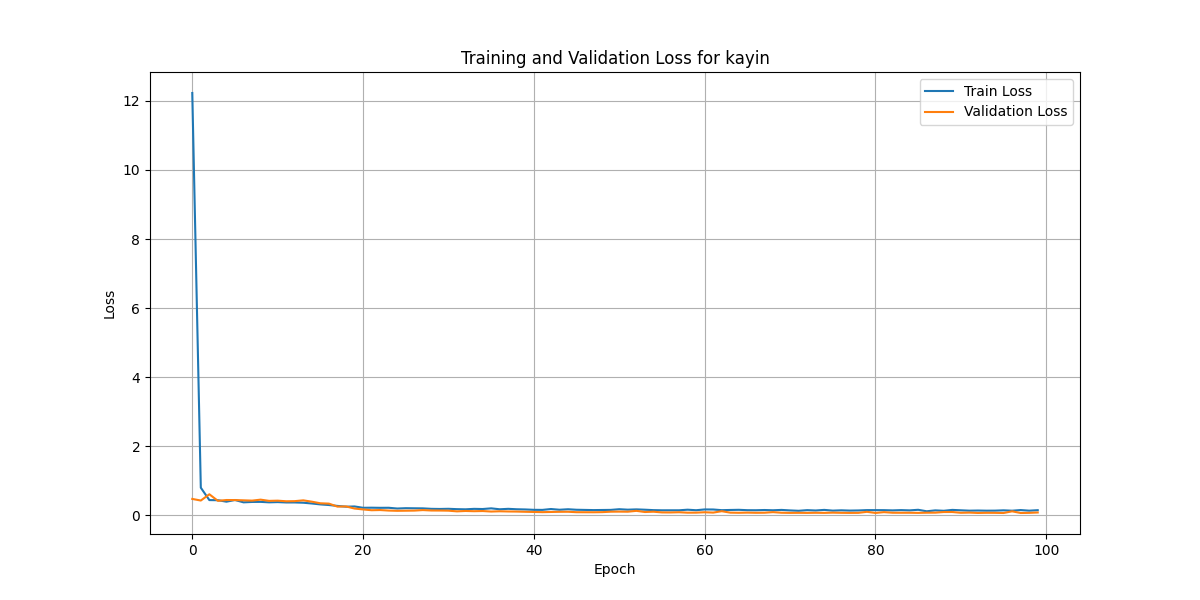 Training and Validation Loss for kayin
Train Loss
Validation Loss
12
10
8
6
4
2
0
Loss
0 20 40 60 80 100
Epoch